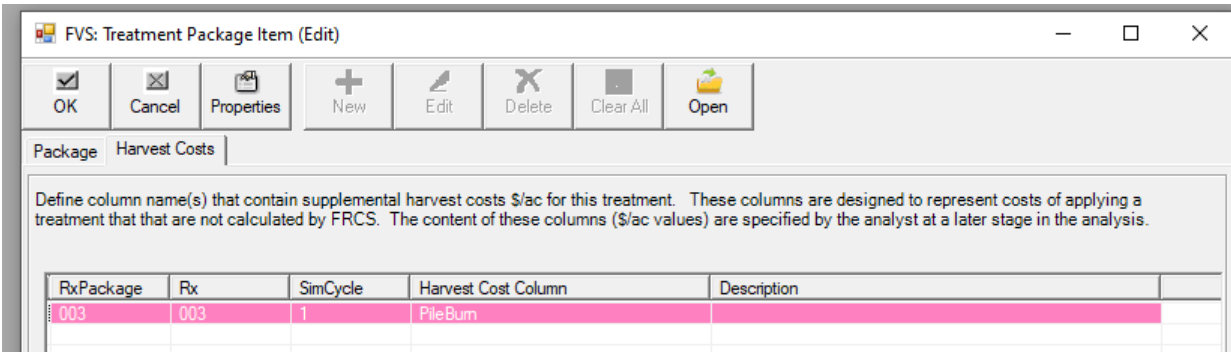 FVS: Treatment Package Item (Edit)
OK Cancel Properties New Edit Delete Clear All Open
Package Harvest Costs
Define column name(s) that contain supplemental harvest costs $/ac for this treatment. These columns are designed to represent costs of applying a
treatment that that are not calculated by FRCS. The content of these columns ($/ac values) are specified by the analyst at a later stage in the analysis.
RxPackage Rx SimCycle Harvest Cost Column Description
003 003 1 PileBurn